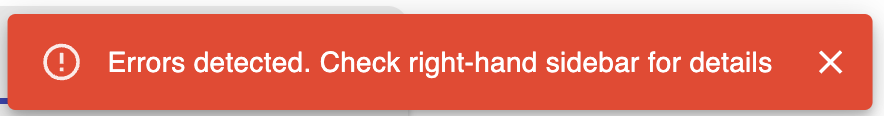 Errors detected. Check right-hand sidebar for details